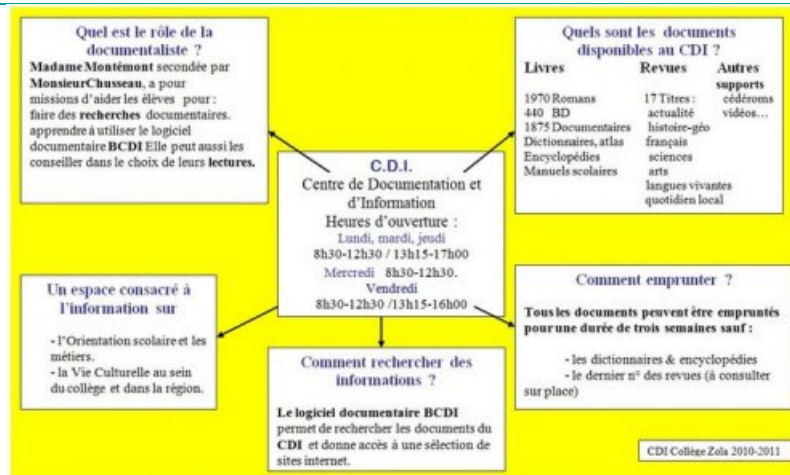 Quel est le rôle de la
documentaliste ?
Madame Montémont secondée par
Monsieur Chusseau, a pour
missions d'aider les élèves pour :
faire des recherches documentaires.
apprendre à utiliser le logiciel
documentaire BCDI Elle peut aussi les
conseiller dans le choix de leurs lectures.
Quels sont les documents
disponibles au CDI ?
Livres
1970 Romans
440 BD
1875 Documentaires
Dictionnaires, atlas
Encyclopédies
Manuels scolaires
Revues
17 Titres :
actualité
histoire-géo
français
sciences
arts
langues vivantes
quotidien local
Autres
supports
cédéroms
vidéos...
C.D.I.
Centre de Documentation et
d'Information
Heures d'ouverture :
Lundi, mardi, jeudi
8h30-12h30 / 13h15-17h00
Mercredi 8h30-12h30.
Vendredi
8h30-12h30 /13h15-16h00
Un espace consacré à
l'information sur
- l'Orientation scolaire et les
métiers.
- la Vie Culturelle au sein
du collège et dans la région.
Comment rechercher des
informations ?
Le logiciel documentaire BCDI
permet de rechercher les documents du
CDI et donne accès à une sélection de
sites internet.
Comment emprunter ?
Tous les documents peuvent être empruntés
pour une durée de trois semaines sauf :
- les dictionnaires & encyclopédies
- le dernier n° des revues (à consulter
sur place)
CDI Collège Zola 2010-2011